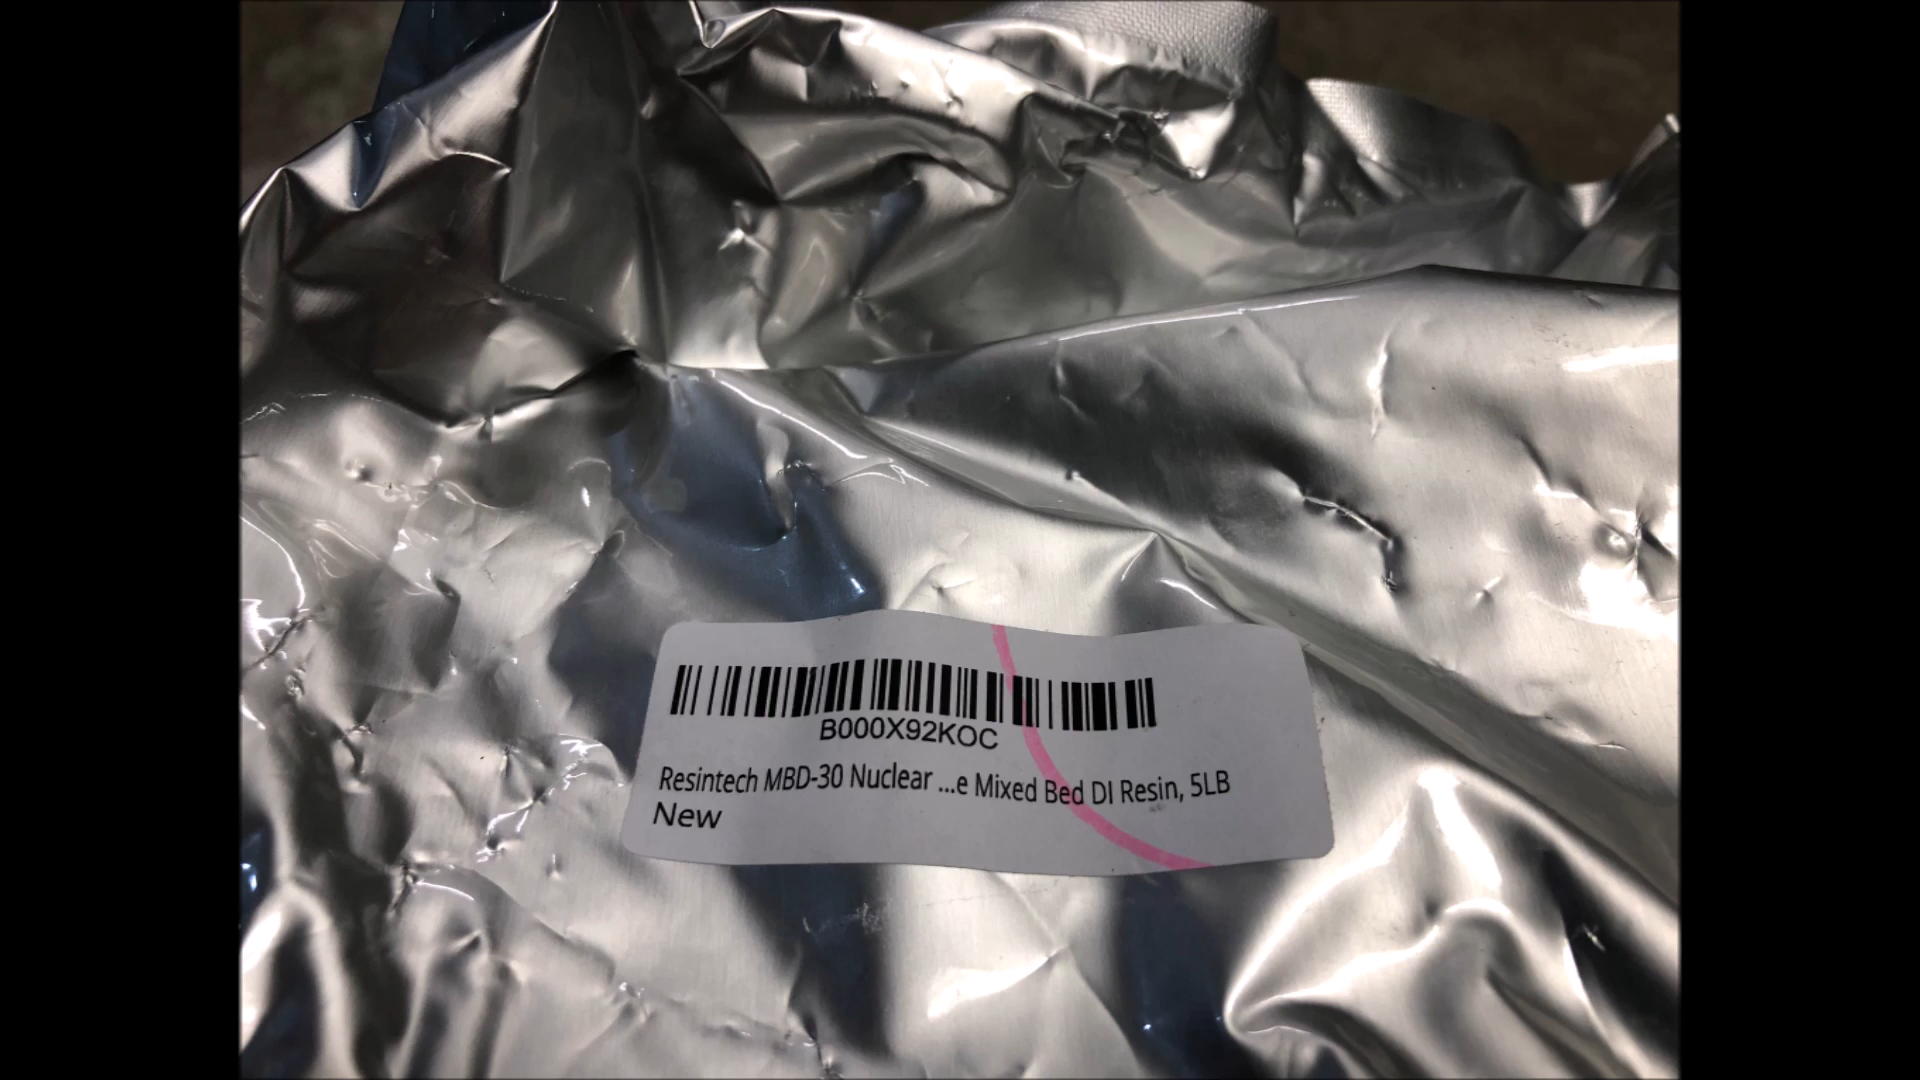 B000X92KOC
Resintech MBD-30 Nuclear ...e Mixed Bed DI Resin, 5LB
New